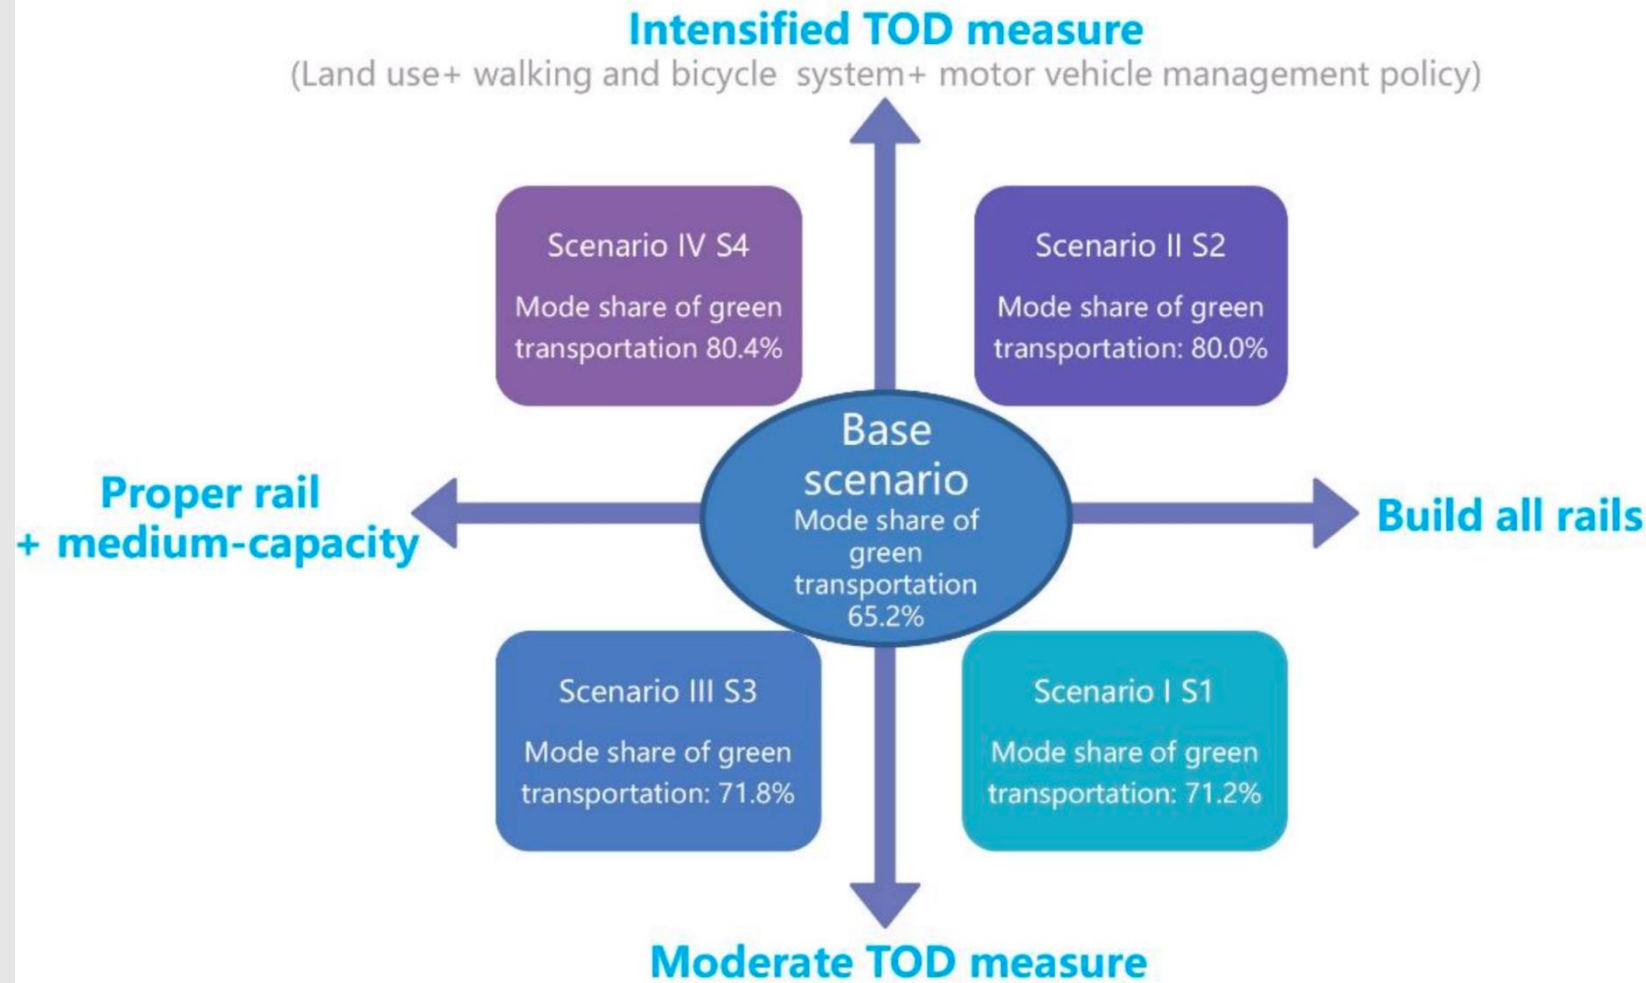 Intensified TOD measure
(Land use+ walking and bicycle system+ motor vehicle management policy)
Scenario IV S4
Mode share of green
transportation 80.4%
Scenario II S2
Mode share of green
transportation: 80.0%
Base
scenario
Mode share of
green
transportation
65.2%
Proper rail
+ medium-capacity
Build all rails
Scenario III S3
Mode share of green
transportation: 71.8%
Scenario I S1
Mode share of green
transportation: 71.2%
Moderate TOD measure